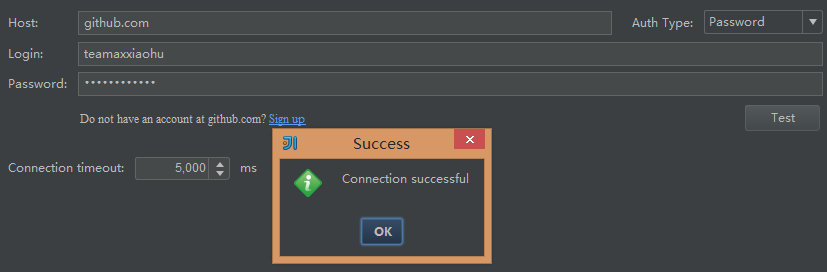 Host: github.com Auth Type: Password
Login: teamaxxiaohu
Password: ••••••••••••
Do not have an account at github.com? Sign up
Test
JI Success
Connection timeout: 5,000 ms
Connection successful
OK